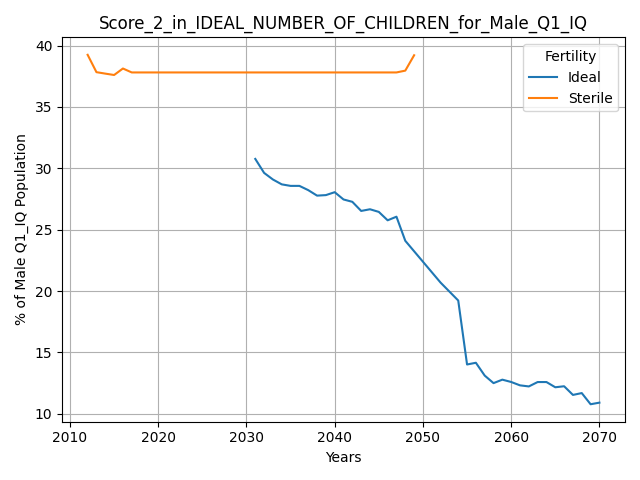 Score_2_in_IDEAL_NUMBER_OF_CHILDREN_for_Male_Q1_IQ
40
35
30
25
20
15
10
% of Male Q1_IQ Population
Fertility
Ideal
Sterile
2010 2020 2030 2040 2050 2060 2070
Years